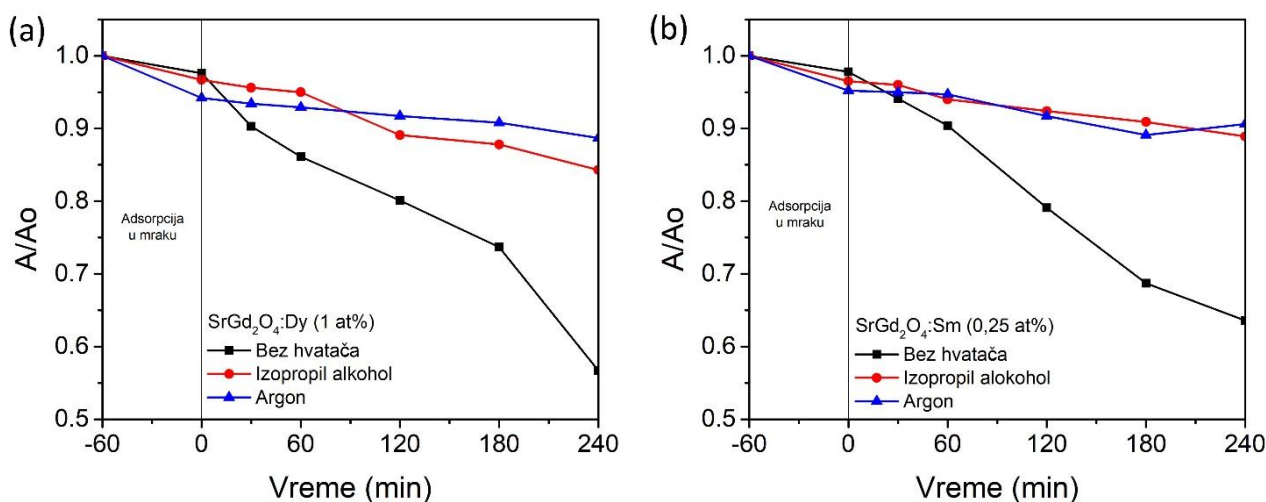 (a)
A/Ao
1.0
0.9
0.8
0.7
0.6
0.5
Adsorpcija
u mraku
SrGd₂O₄:Dy (1 at%)
Bez hvatača
Izopropil alkohol
Argon
-60 0 60 120 180 240
Vreme (min)
(b)
A/Ao
1.0
0.9
0.8
0.7
0.6
0.5
Adsorpcija
u mraku
SrGd₂O₄:Sm (0,25 at%)
Bez hvatača
Izopropil alokohol
Argon
-60 0 60 120 180 240
Vreme (min)